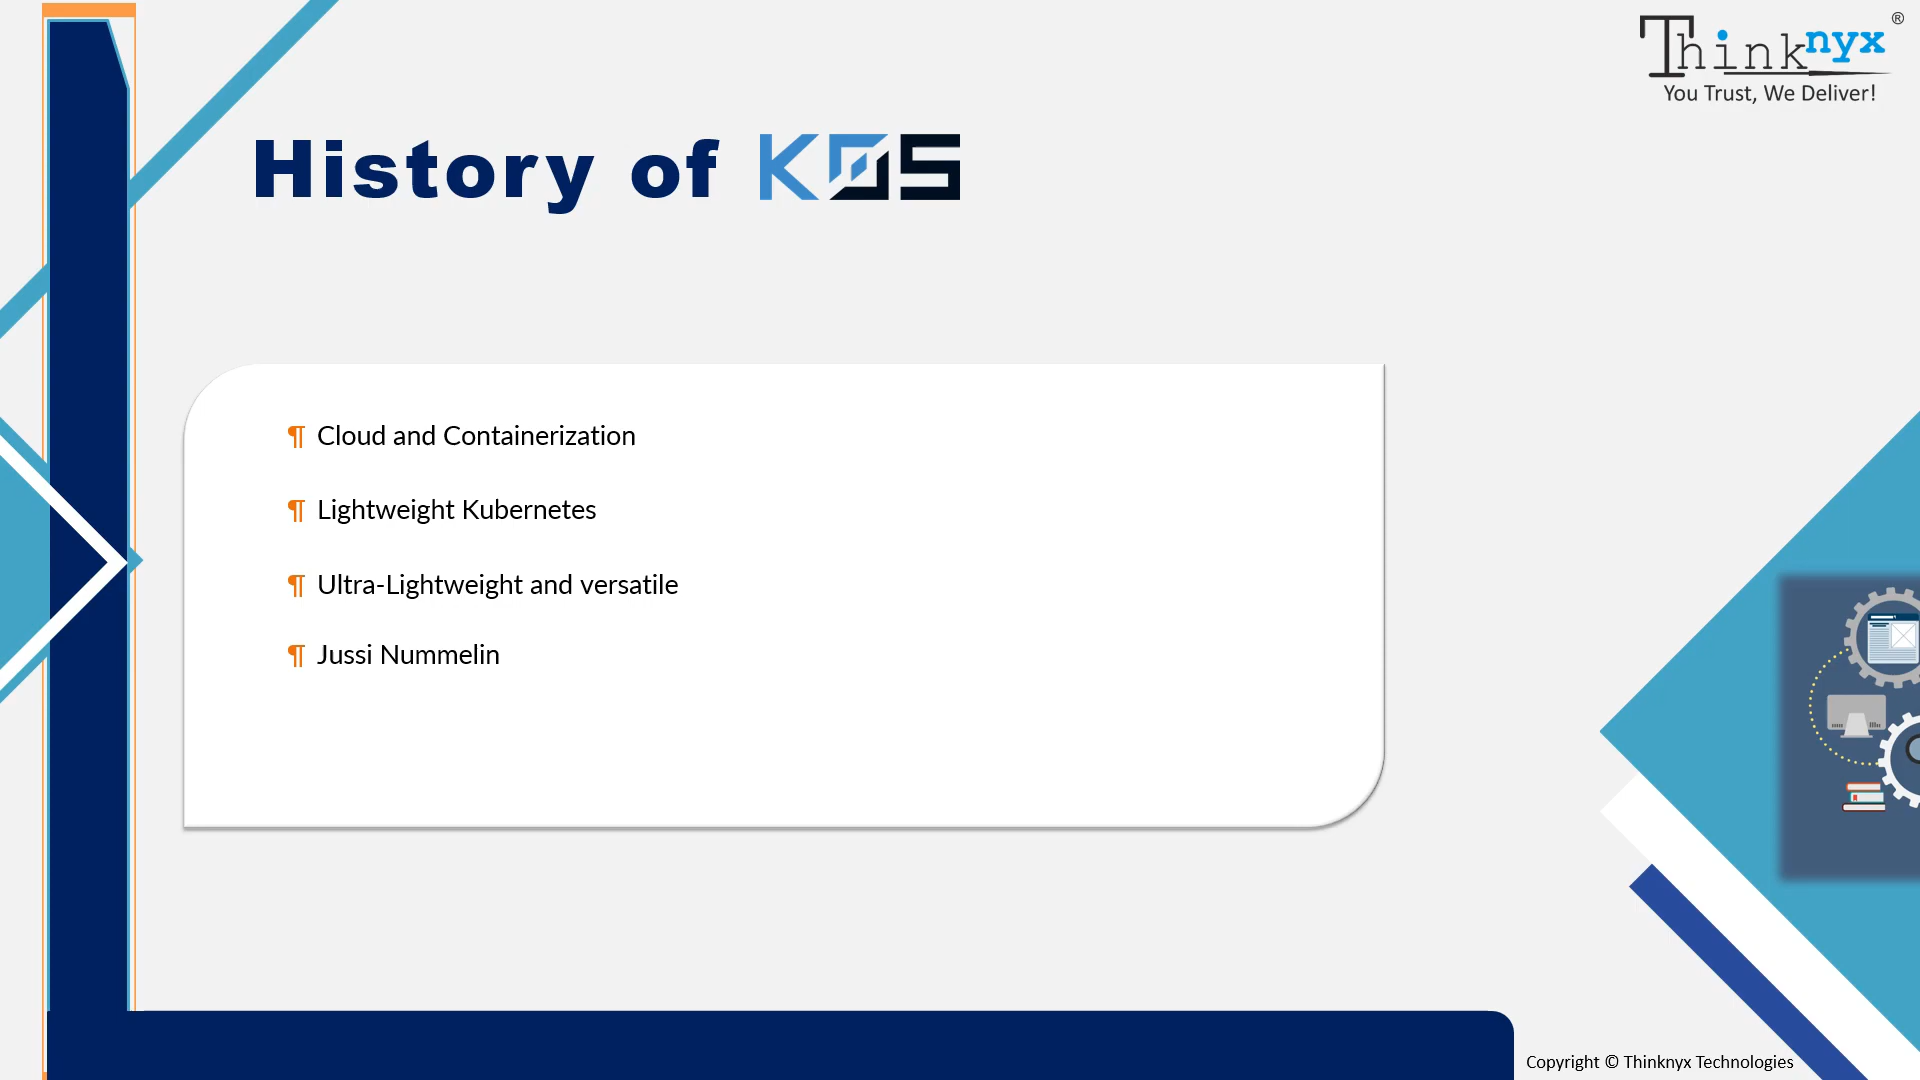 Thinknyx®
You Trust, We Deliver!
History of K0S
¶ Cloud and Containerization
¶ Lightweight Kubernetes
¶ Ultra-Lightweight and versatile
¶ Jussi Nummelin
Copyright © Thinknyx Technologies